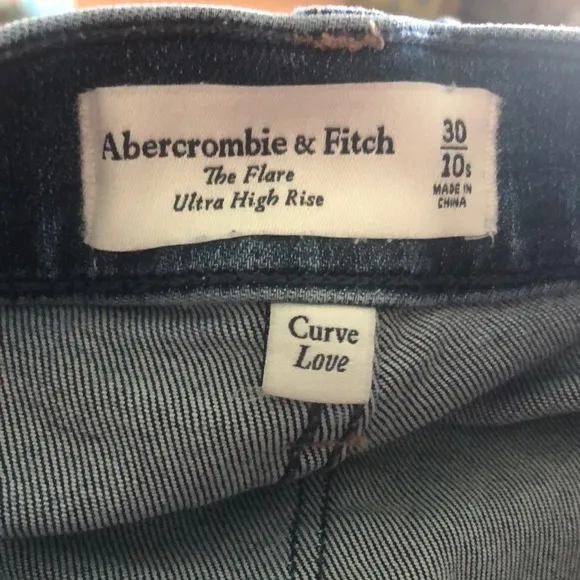 Abercrombie & Fitch
The Flare
Ultra High Rise
30
10s
MADE IN
CHINA
Curve
Love